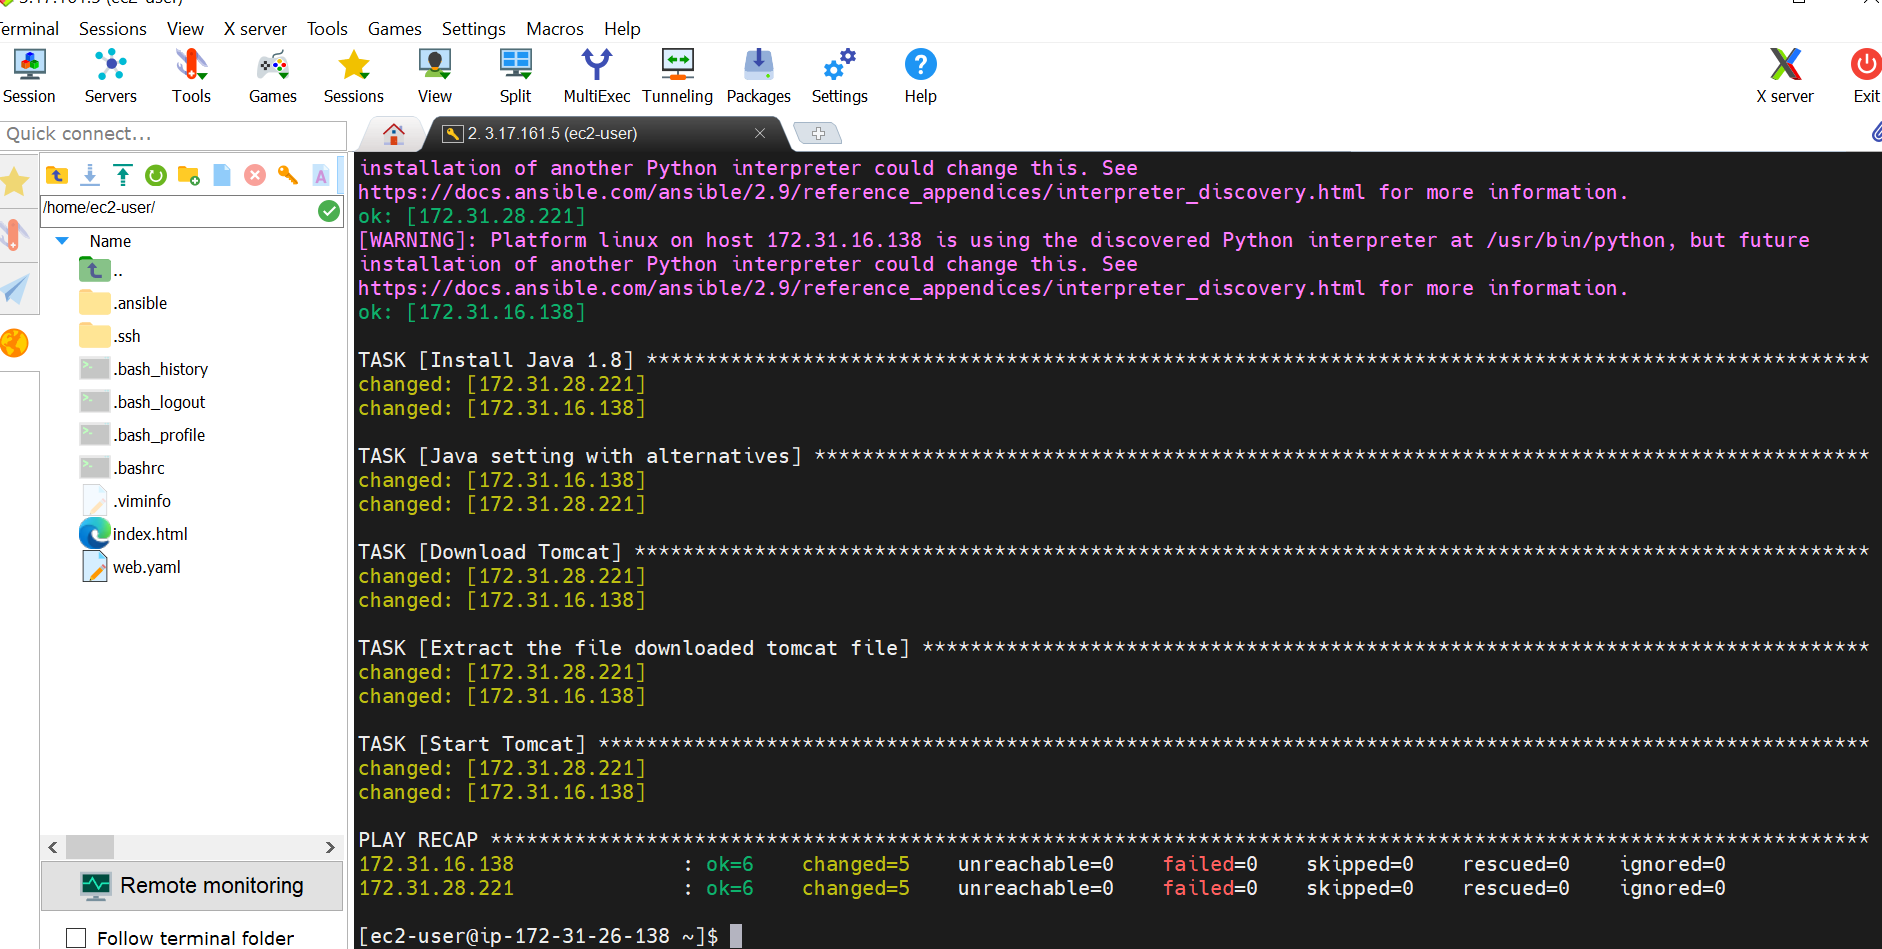 3.17.161.5 (ec2-user)
Terminal Sessions View X server Tools Games Settings Macros Help
Session Servers Tools Games Sessions View Split MultiExec Tunneling Packages Settings Help X server Exit
Quick connect...
2. 3.17.161.5 (ec2-user)
/home/ec2-user/
Name
..
.ansible
.ssh
.bash_history
.bash_logout
.bash_profile
.bashrc
.viminfo
index.html
web.yaml
Remote monitoring
Follow terminal folder
installation of another Python interpreter could change this. See
https://docs.ansible.com/ansible/2.9/reference_appendices/interpreter_discovery.html for more information.
ok: [172.31.28.221]
[WARNING]: Platform linux on host 172.31.16.138 is using the discovered Python interpreter at /usr/bin/python, but future
installation of another Python interpreter could change this. See
https://docs.ansible.com/ansible/2.9/reference_appendices/interpreter_discovery.html for more information.
ok: [172.31.16.138]
TASK [Install Java 1.8] ******************************************************************************************************
changed: [172.31.28.221]
changed: [172.31.16.138]
TASK [Java setting with alternatives] ****************************************************************************************
changed: [172.31.16.138]
changed: [172.31.28.221]
TASK [Download Tomcat] *******************************************************************************************************
changed: [172.31.28.221]
changed: [172.31.16.138]
TASK [Extract the file downloaded tomcat file] *******************************************************************************
changed: [172.31.28.221]
changed: [172.31.16.138]
TASK [Start Tomcat] **********************************************************************************************************
changed: [172.31.28.221]
changed: [172.31.16.138]
PLAY RECAP *******************************************************************************************************************
172.31.16.138 : ok=6 changed=5 unreachable=0 failed=0 skipped=0 rescued=0 ignored=0
172.31.28.221 : ok=6 changed=5 unreachable=0 failed=0 skipped=0 rescued=0 ignored=0
[ec2-user@ip-172-31-26-138 ~]$